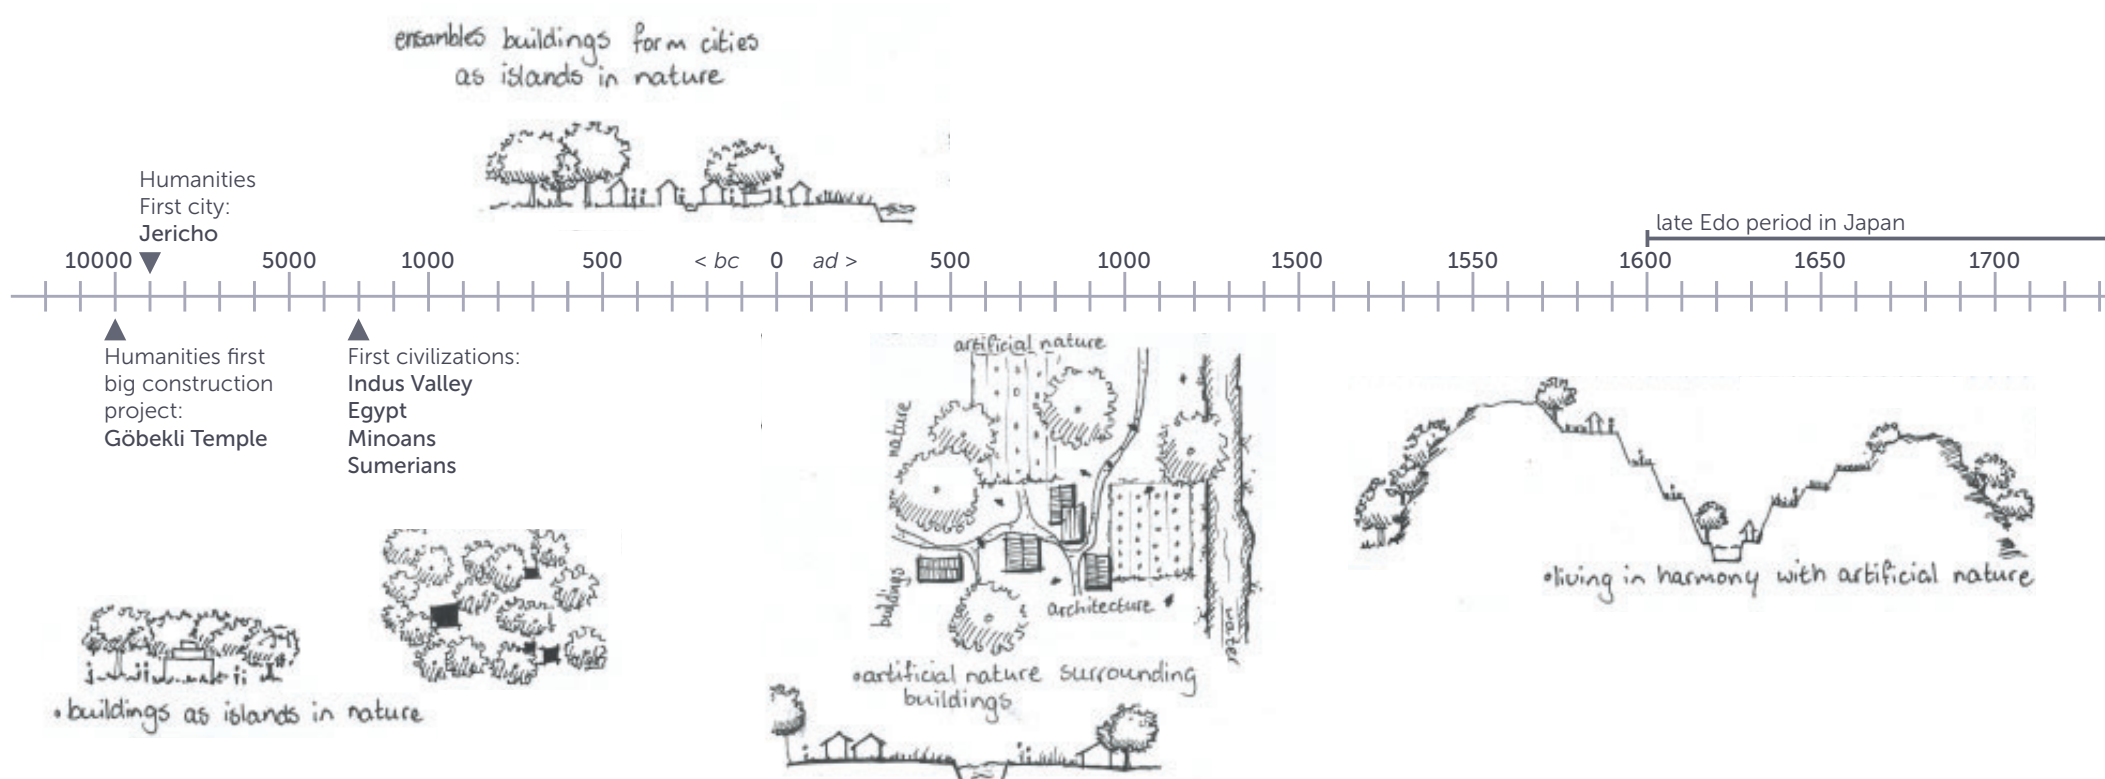 ensambles buildings form cities
as islands in nature
Humanities
First city:
Jericho
late Edo period in Japan
10000 5000 1000 500 < bc 0 ad > 500 1000 1500 1550 1600 1650 1700
Humanities first
big construction
project:
Göbekli Temple
First civilizations:
Indus Valley
Egypt
Minoans
Sumerians
artificial nature
nature
buildings
architecture
water
•artificial nature surrounding
buildings
•living in harmony with artificial nature
•buildings as islands in nature